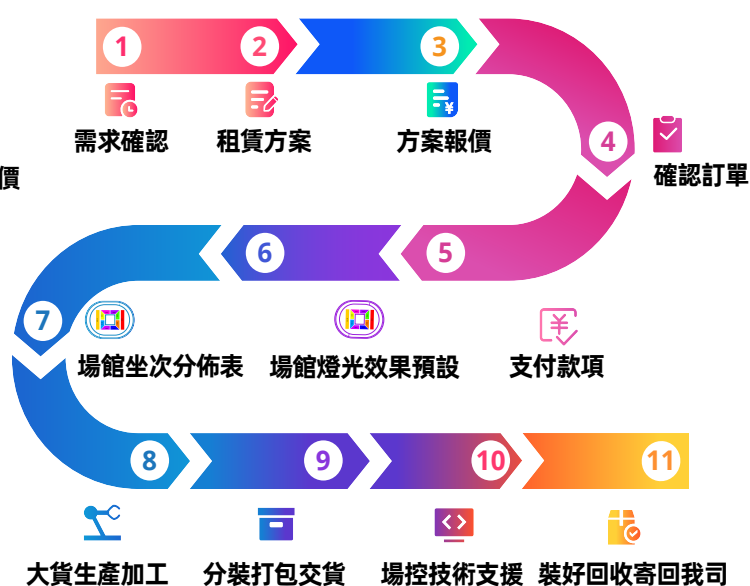 1
2
3
需求確認
租賃方案
方案報價
4
確認訂單
價
5
6
7
支付款項
場館燈光效果預設
場館坐次分佈表
8
9
10
11
大貨生產加工
分裝打包交貨
場控技術支援
裝好回收寄回我司